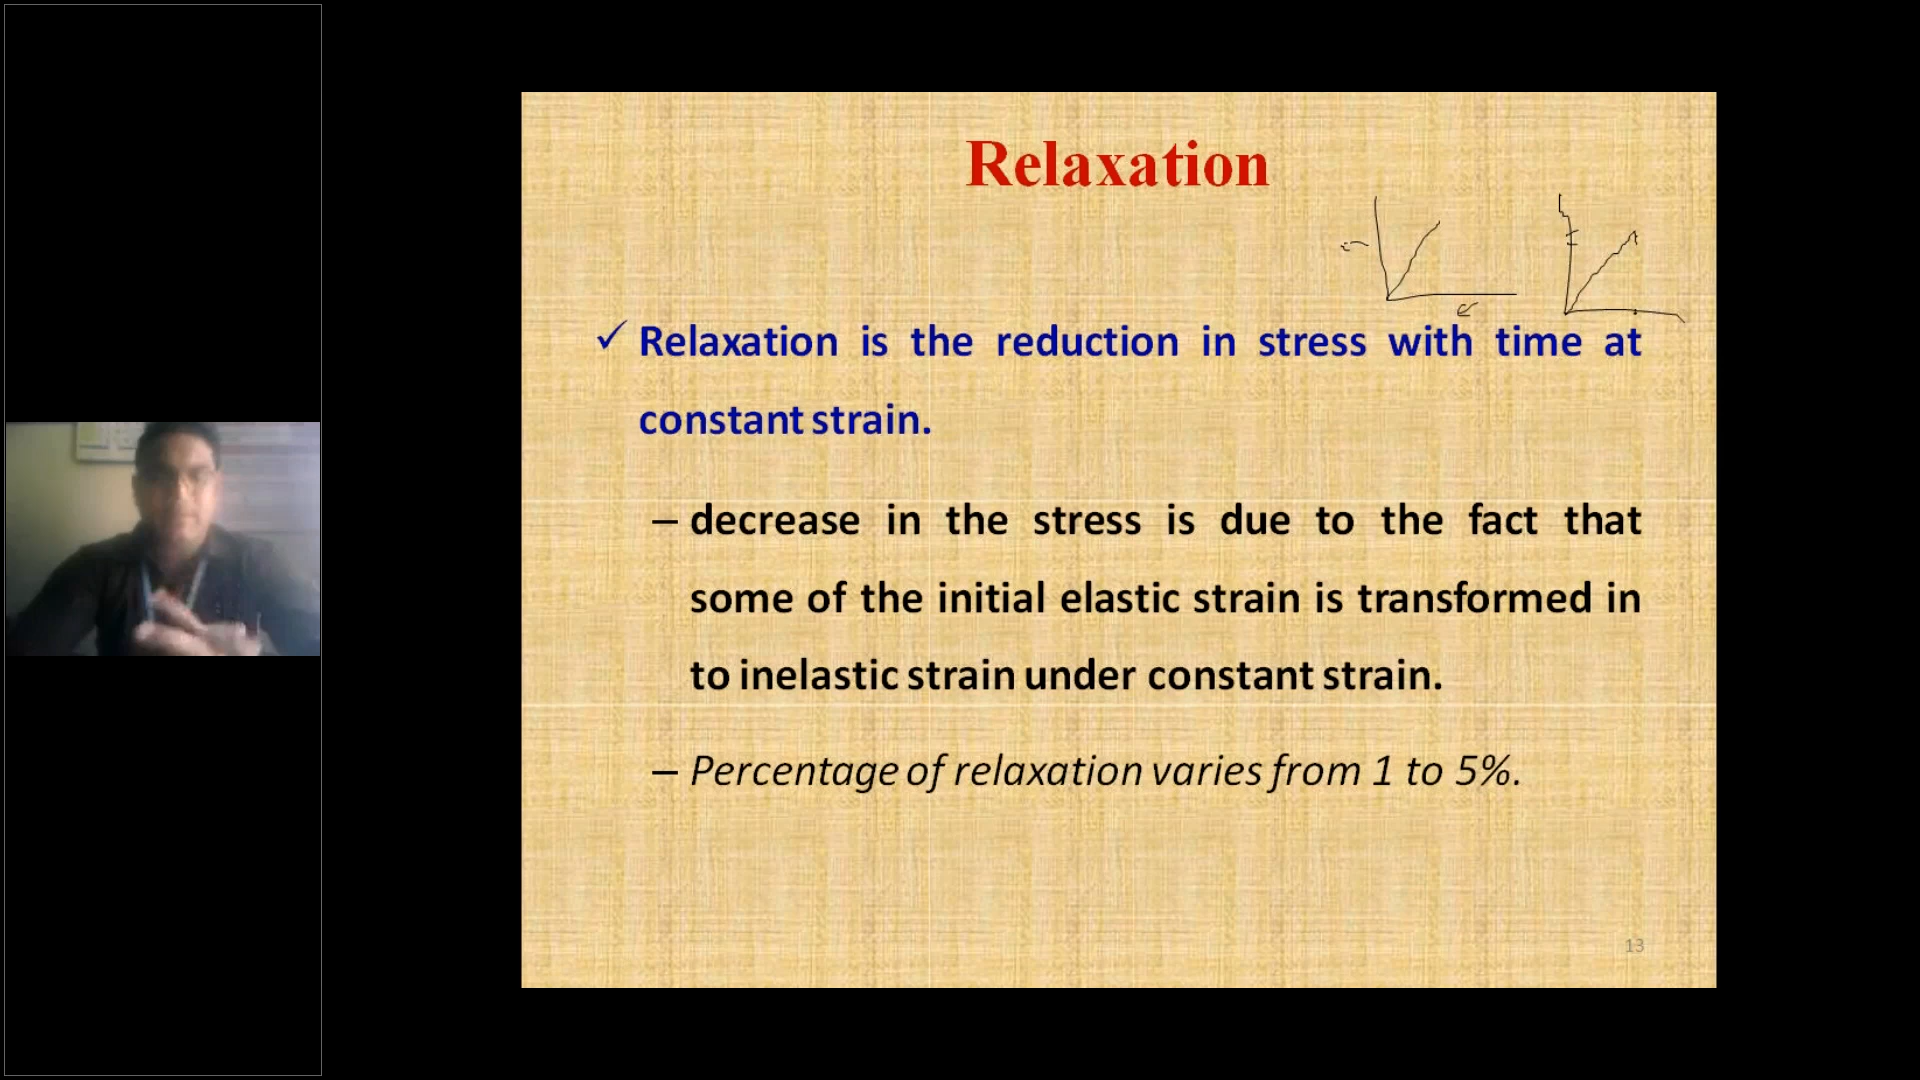 Relaxation
✓ Relaxation is the reduction in stress with time at
constant strain.
– decrease in the stress is due to the fact that
some of the initial elastic strain is transformed in
to inelastic strain under constant strain.
– Percentage of relaxation varies from 1 to 5%.
13